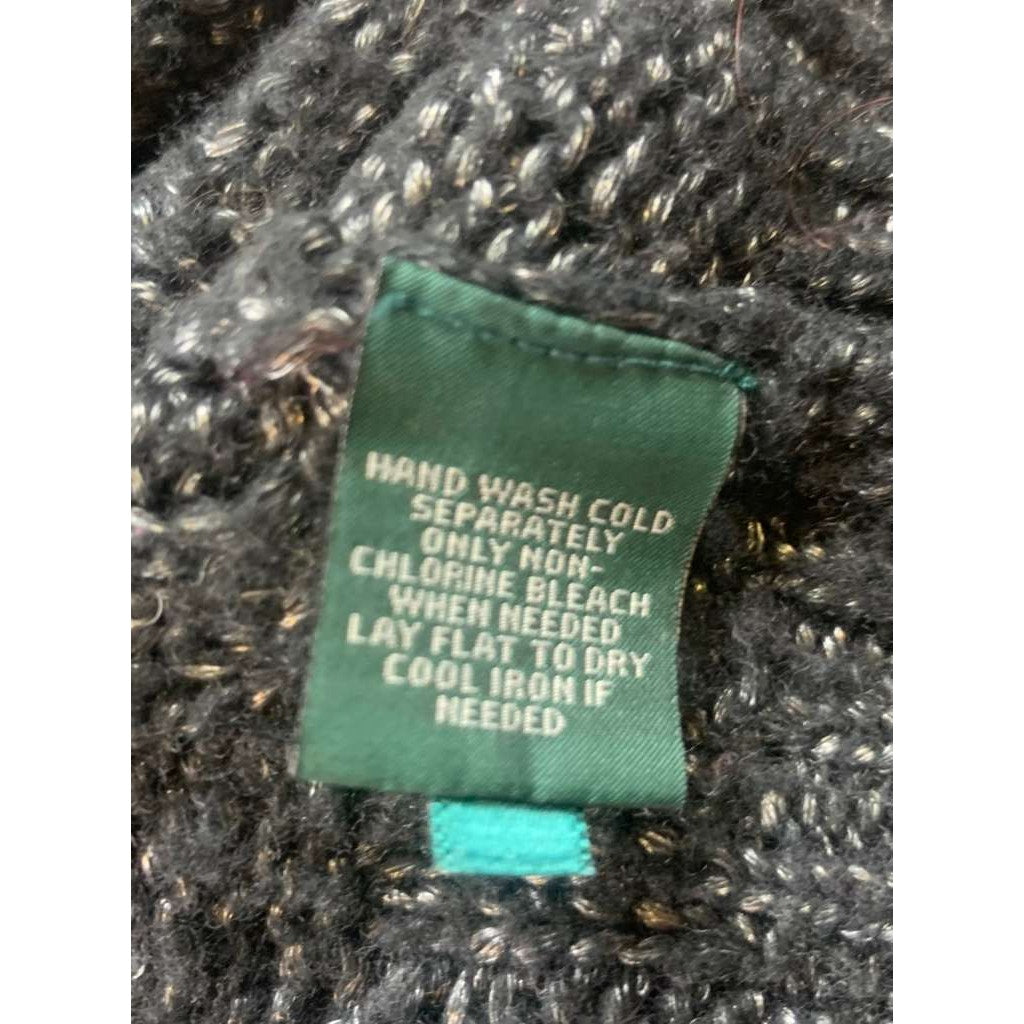 HAND WASH COLD
SEPARATELY
ONLY NON-
CHLORINE BLEACH
WHEN NEEDED
LAY FLAT TO DRY
COOL IRON IF
NEEDED